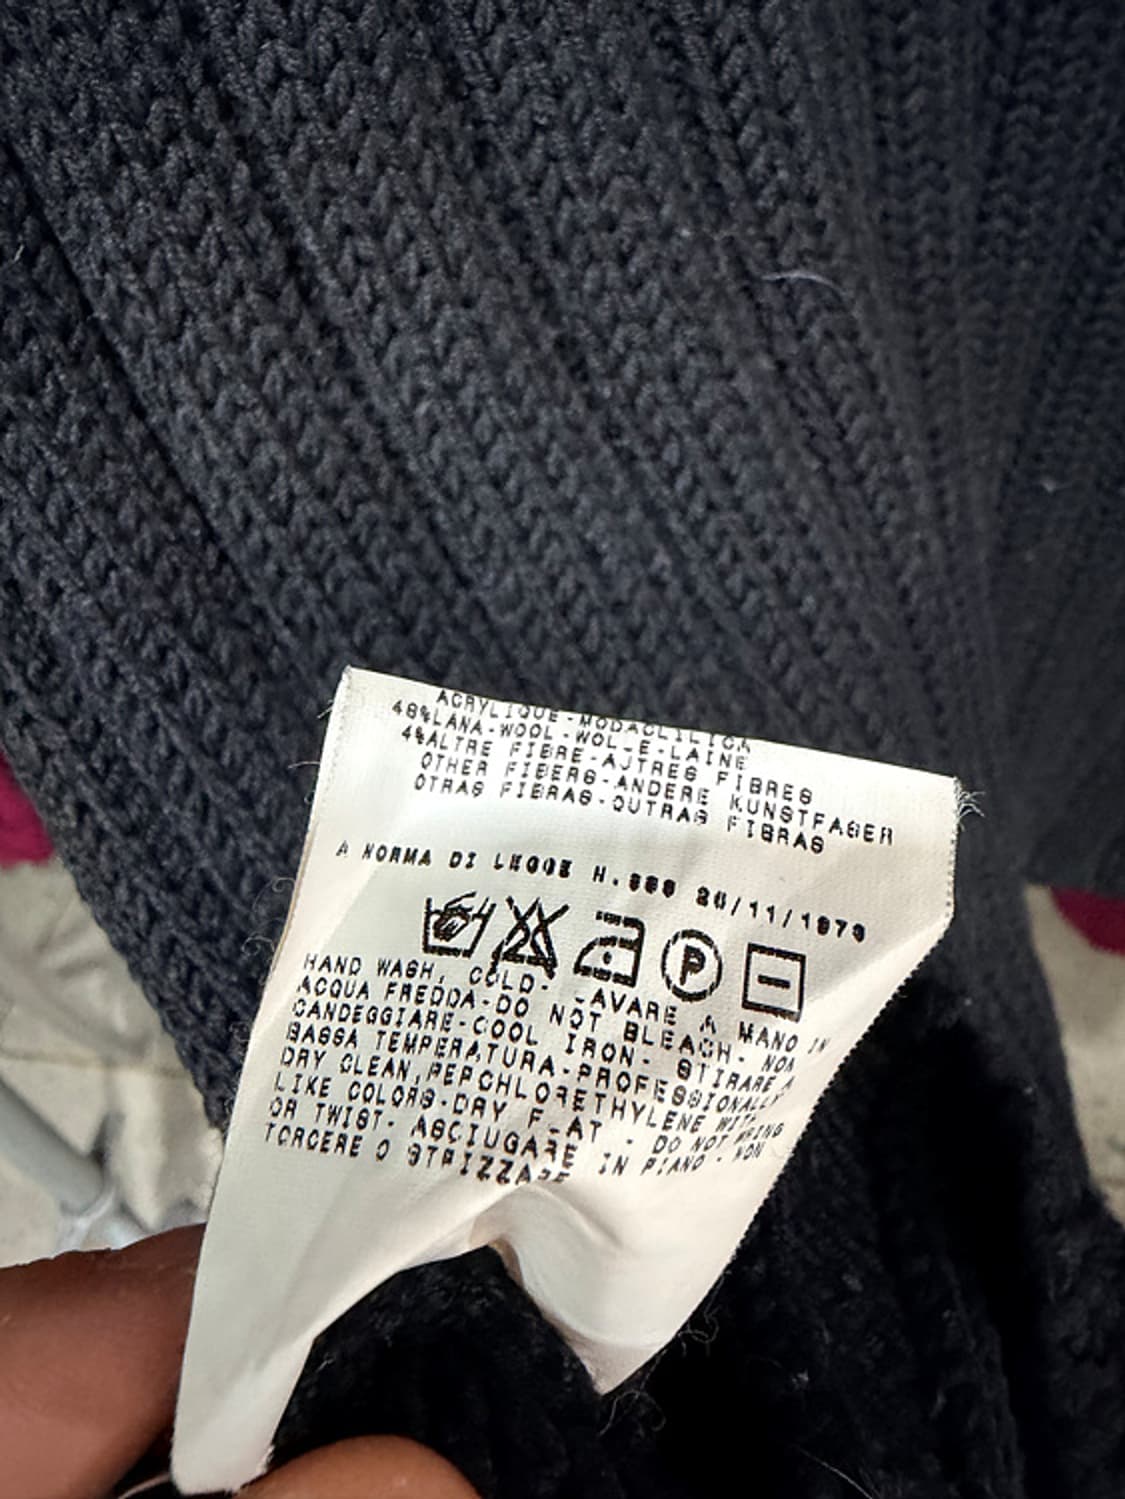 ACRYLIQUE-MODACLILICA
48%LANA-WOOL-WOL-E-LAINE
4%ALTRE FIBRE-AUTRES FIBRES
OTHER FIBERS-ANDERE KUNSTFASER
OTRAS FIBRAS-OUTRAS FIBRAS
A NORMA DI LEGGE N.883 26/11/1973
P
HAND WASH, COLD- LAVARE A MANO IN
ACQUA FREDDA-DO NOT BLEACH- NON
CANDEGGIARE-COOL IRON- STIRARE A
BASSA TEMPERATURA-PROFESSIONALLY
DRY CLEAN,PERCHLORETHYLENE WITH
LIKE COLORS-DRY FLAT - DO NOT WRING
OR TWIST- ASCIUGARE IN PIANO - NON
TORCERE O STRIZZARE